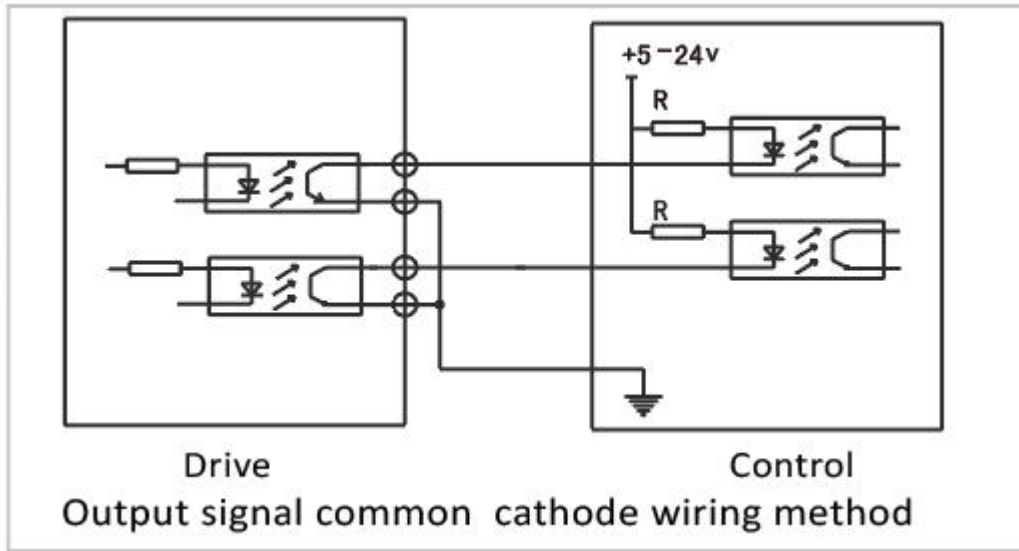 +5-24v
R
R
Drive Control
Output signal common cathode wiring method